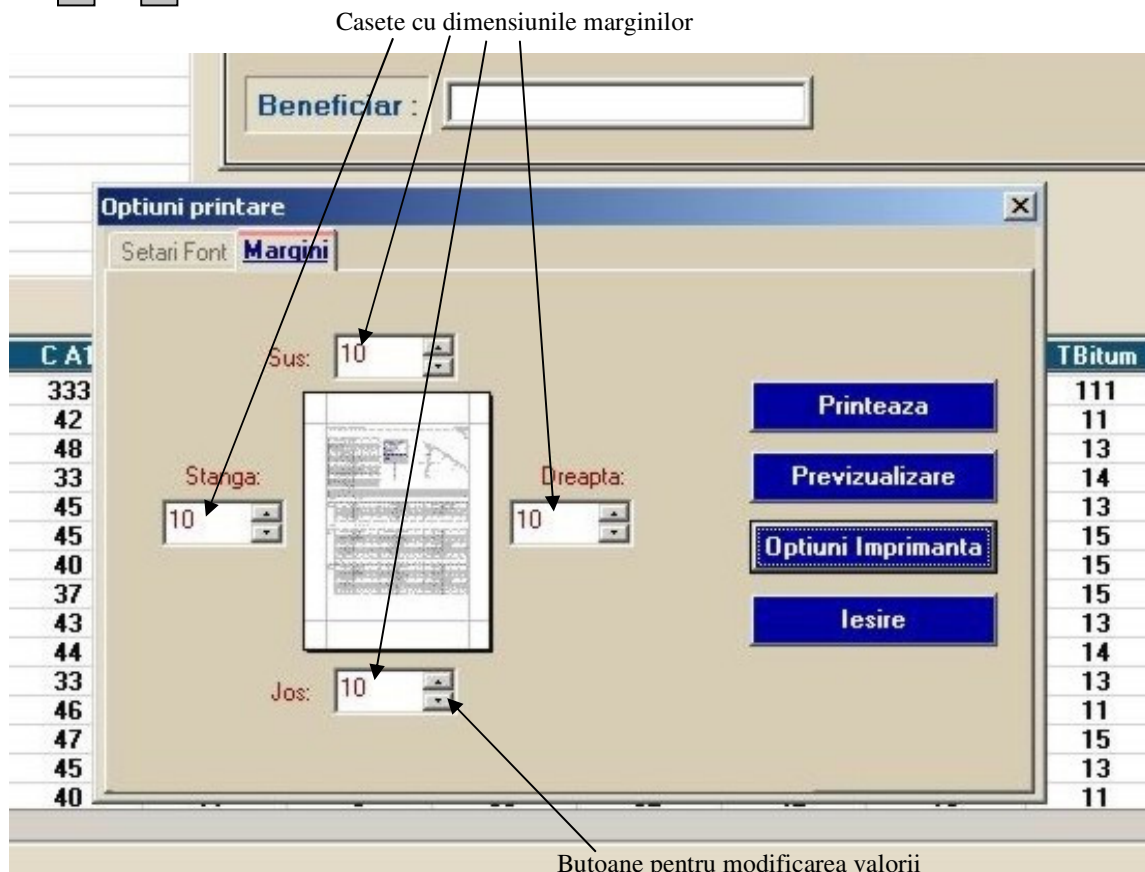 Casete cu dimensiunile marginilor
Beneficiar :
Optiuni printare
Setari Font Margini
C A1
TBitum
333
111
42
11
48
13
33
14
45
13
45
15
40
15
37
15
43
13
44
14
33
13
46
11
47
15
45
13
40
11
Sus: 10
Stanga:
10
Dreapta:
10
Jos: 10
Printeaza
Previzualizare
Optiuni Imprimanta
Iesire
Butoane pentru modificarea valorii